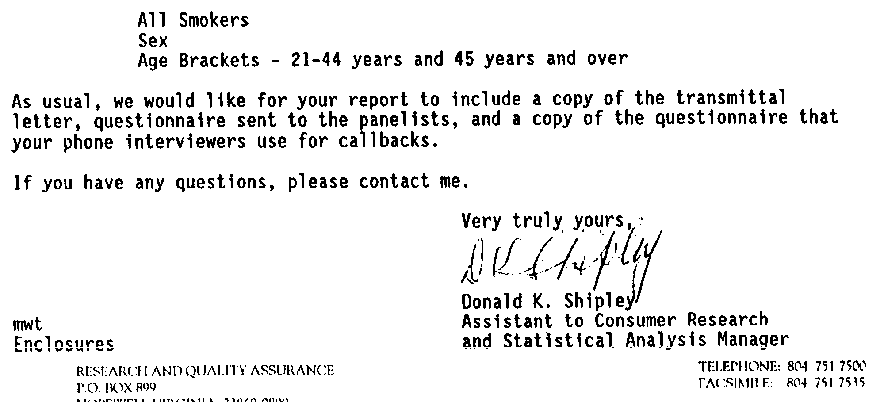 All Smokers
Sex
Age Brackets - 21-44 years and 45 years and over
As usual, we would like for your report to include a copy of the transmittal
letter, questionnaire sent to the panelists, and a copy of the questionnaire that
your phone interviewers use for callbacks.
If you have any questions, please contact me.
Very truly yours,
D K Shipley
Donald K. Shipley
Assistant to Consumer Research
and Statistical Analysis Manager
mwt
Enclosures
RESEARCH AND QUALITY ASSURANCE
P.O. BOX 899
TELEPHONE: 804 751 7500
FACSIMILE: 804 751 7535